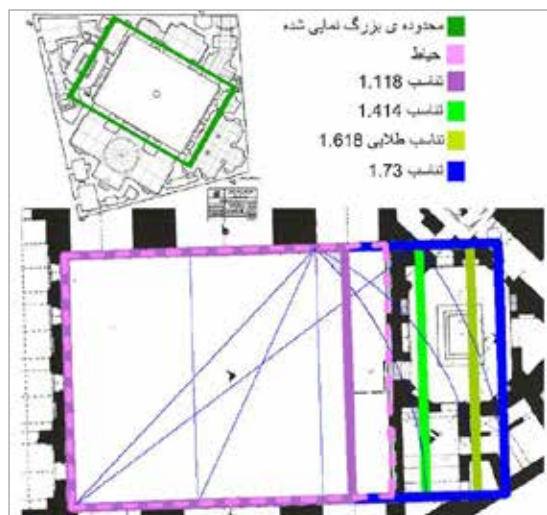 محدوده ی بزرگ نمایی شده
حیاط
تناسب 1.118
تناسب 1.414
تناسب طلایی 1.618
تناسب 1.73